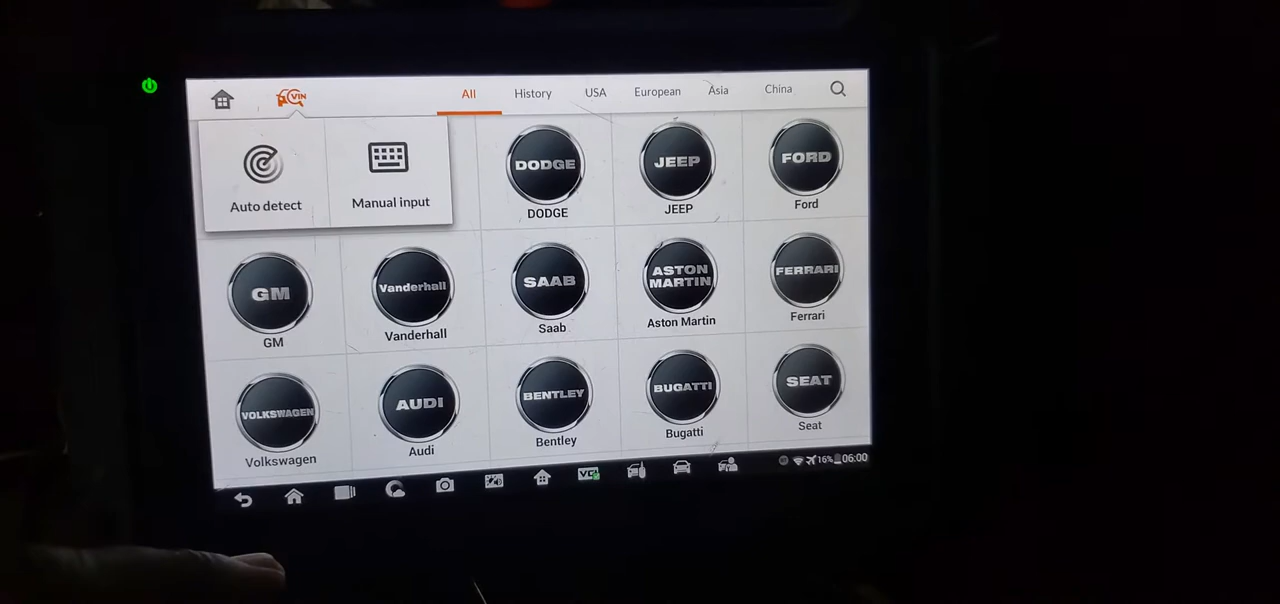 VIN
All History USA European Asia China
Auto detect
Manual input
DODGE
DODGE
JEEP
JEEP
FORD
Ford
GM
GM
Vanderhall
Vanderhall
SAAB
Saab
ASTON
MARTIN
Aston Martin
FERRARI
Ferrari
VOLKSWAGEN
Volkswagen
AUDI
Audi
BENTLEY
Bentley
BUGATTI
Bugatti
SEAT
Seat
16% 06:00